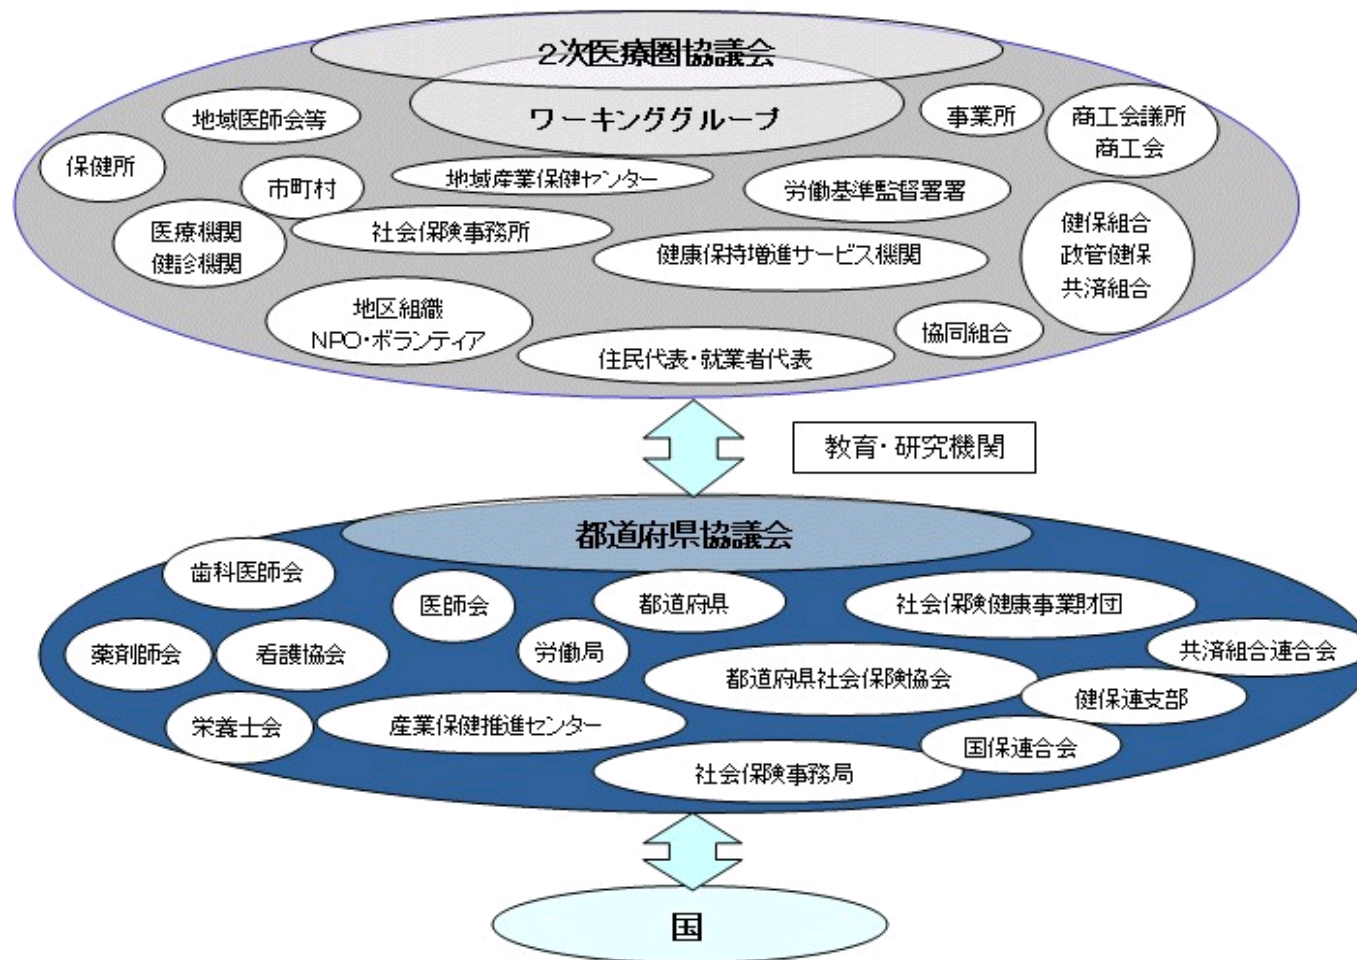 2次医療圏協議会
ワーキンググループ
地域医師会等
事業所
商工会議所
商工会
保健所
市町村
地域産業保健センター
労働基準監督署署
医療機関
健診機関
社会保険事務所
健康保持増進サービス機関
健保組合
政管健保
共済組合
地区組織
NPO・ボランティア
住民代表・就業者代表
協同組合
教育・研究機関
都道府県協議会
歯科医師会
医師会
都道府県
社会保険健康事業財団
薬剤師会
看護協会
労働局
共済組合連合会
都道府県社会保険協会
健保連支部
栄養士会
産業保健推進センター
国保連合会
社会保険事務局
国